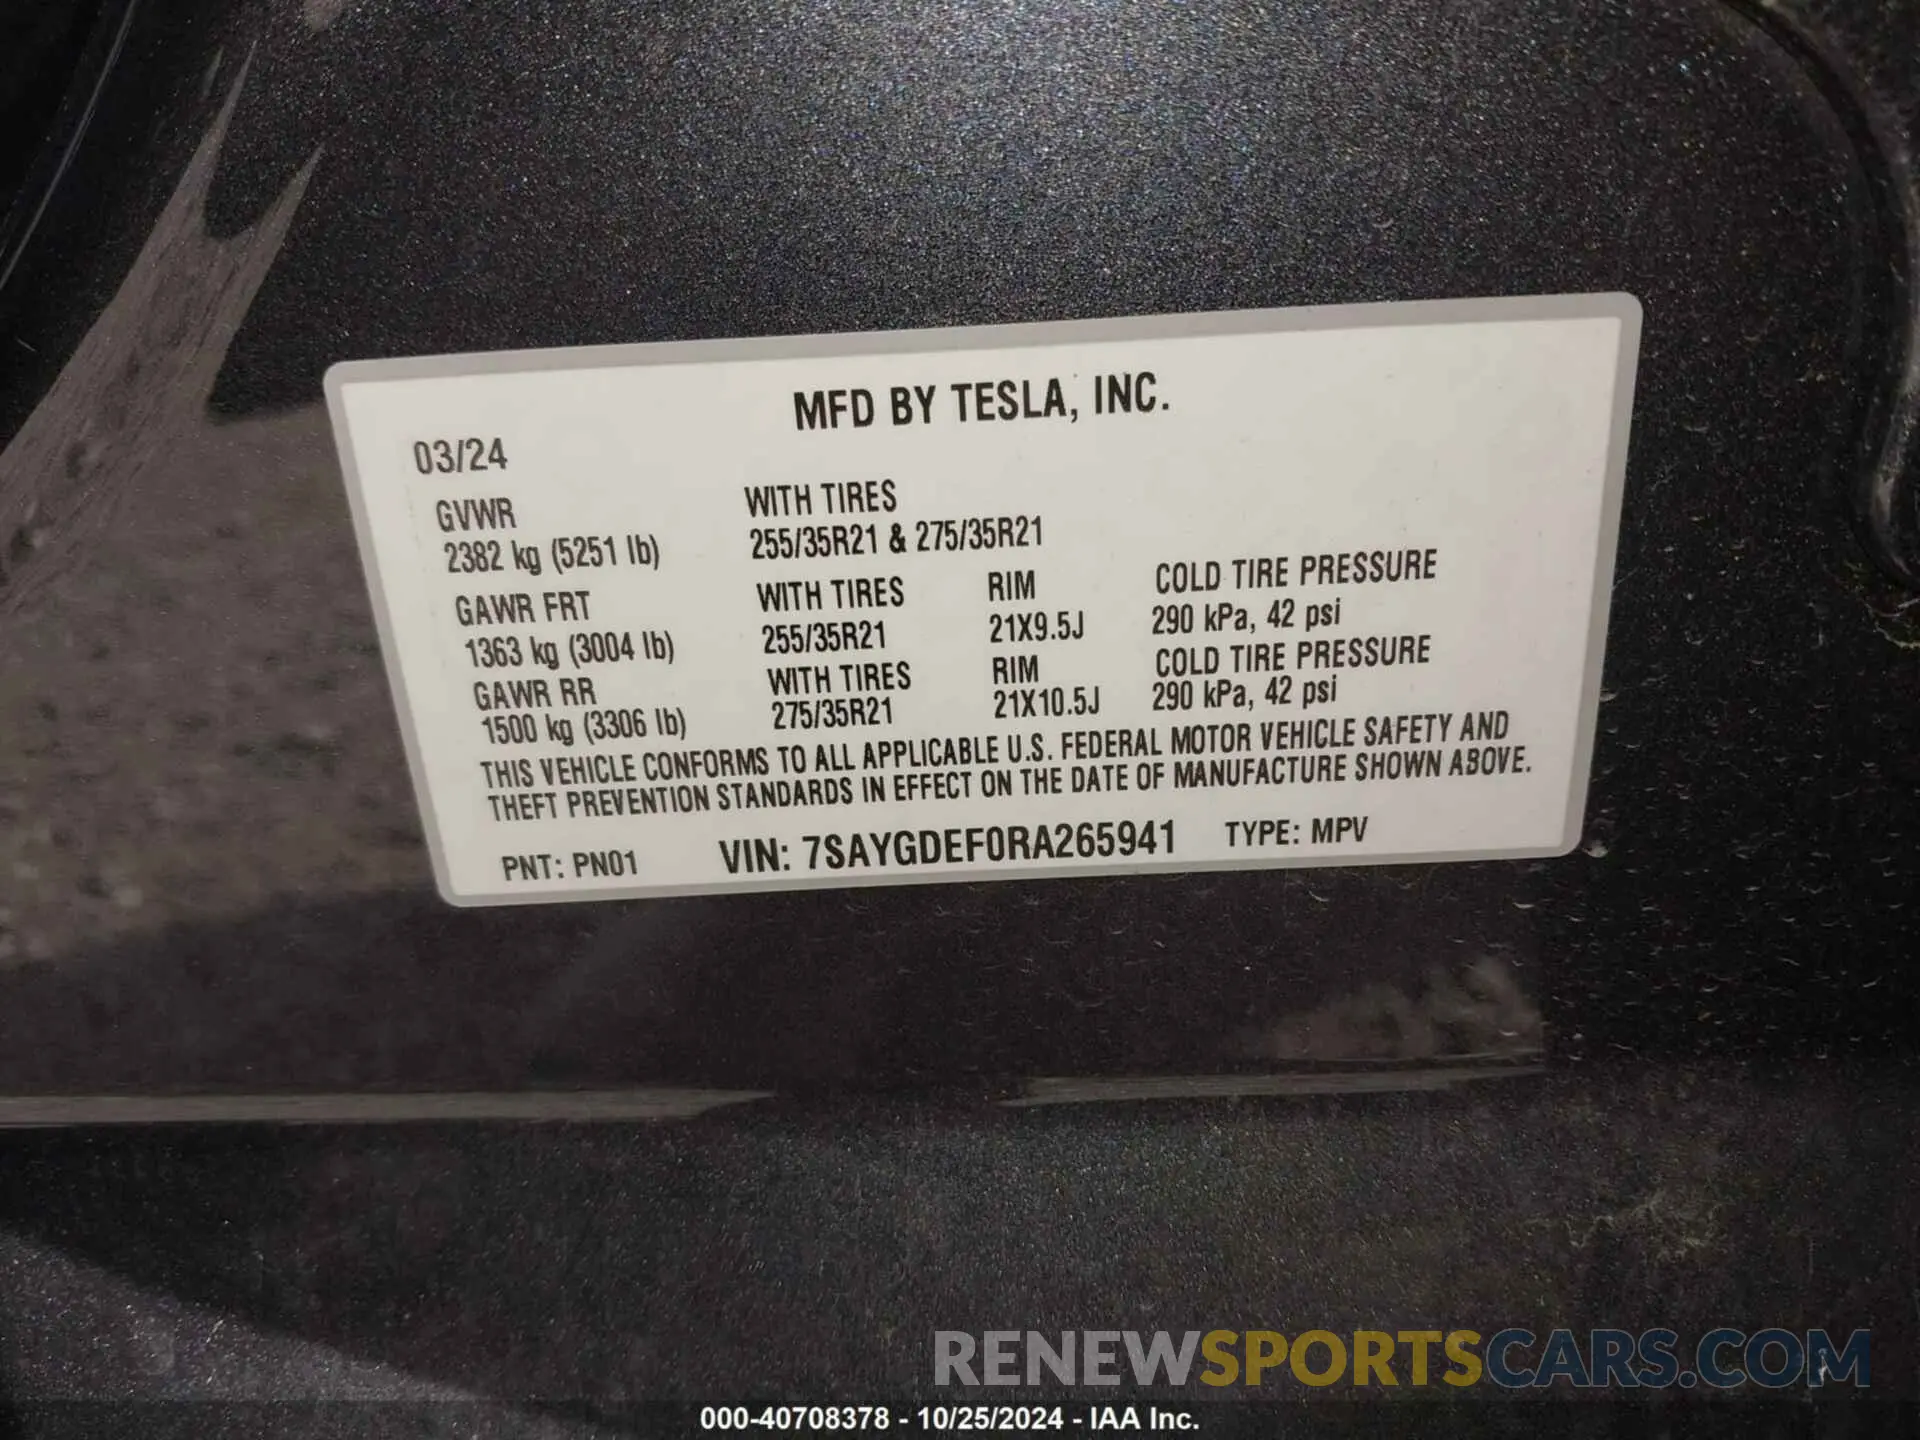 MFD BY TESLA, INC.
03/24
GVWR WITH TIRES
2382 kg (5251 lb) 255/35R21 & 275/35R21
GAWR FRT WITH TIRES RIM COLD TIRE PRESSURE
1363 kg (3004 lb) 255/35R21 21X9.5J 290 kPa, 42 psi
GAWR RR WITH TIRES RIM COLD TIRE PRESSURE
1500 kg (3306 lb) 275/35R21 21X10.5J 290 kPa, 42 psi
THIS VEHICLE CONFORMS TO ALL APPLICABLE U.S. FEDERAL MOTOR VEHICLE SAFETY AND
THEFT PREVENTION STANDARDS IN EFFECT ON THE DATE OF MANUFACTURE SHOWN ABOVE.
PNT: PN01 VIN: 7SAYGDEF0RA265941 TYPE: MPV
RENEWSPORTSCARS.COM
000-40708378 - 10/25/2024 - IAA Inc.